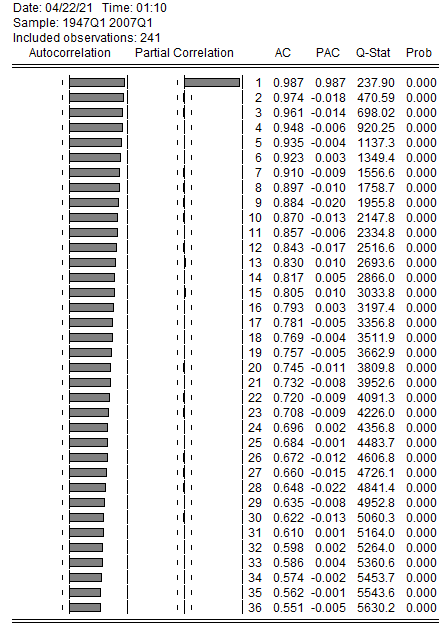 Date: 04/22/21 Time: 01:10
Sample: 1947Q1 2007Q1
Included observations: 241
Autocorrelation Partial Correlation AC PAC Q-Stat Prob
1 0.987 0.987 237.90 0.000
2 0.974 -0.018 470.59 0.000
3 0.961 -0.014 698.02 0.000
4 0.948 -0.006 920.25 0.000
5 0.935 -0.004 1137.3 0.000
6 0.923 0.003 1349.4 0.000
7 0.910 -0.009 1556.6 0.000
8 0.897 -0.010 1758.7 0.000
9 0.884 -0.020 1955.8 0.000
10 0.870 -0.013 2147.8 0.000
11 0.857 -0.006 2334.8 0.000
12 0.843 -0.017 2516.6 0.000
13 0.830 0.010 2693.6 0.000
14 0.817 0.005 2866.0 0.000
15 0.805 0.010 3033.8 0.000
16 0.793 0.003 3197.4 0.000
17 0.781 -0.005 3356.8 0.000
18 0.769 -0.004 3511.9 0.000
19 0.757 -0.005 3662.9 0.000
20 0.745 -0.011 3809.8 0.000
21 0.732 -0.008 3952.6 0.000
22 0.720 -0.009 4091.3 0.000
23 0.708 -0.009 4226.0 0.000
24 0.696 0.002 4356.8 0.000
25 0.684 -0.001 4483.7 0.000
26 0.672 -0.012 4606.8 0.000
27 0.660 -0.015 4726.1 0.000
28 0.648 -0.022 4841.4 0.000
29 0.635 -0.008 4952.8 0.000
30 0.622 -0.013 5060.3 0.000
31 0.610 0.001 5164.0 0.000
32 0.598 0.002 5264.0 0.000
33 0.586 0.004 5360.6 0.000
34 0.574 -0.002 5453.7 0.000
35 0.562 -0.001 5543.6 0.000
36 0.551 -0.005 5630.2 0.000